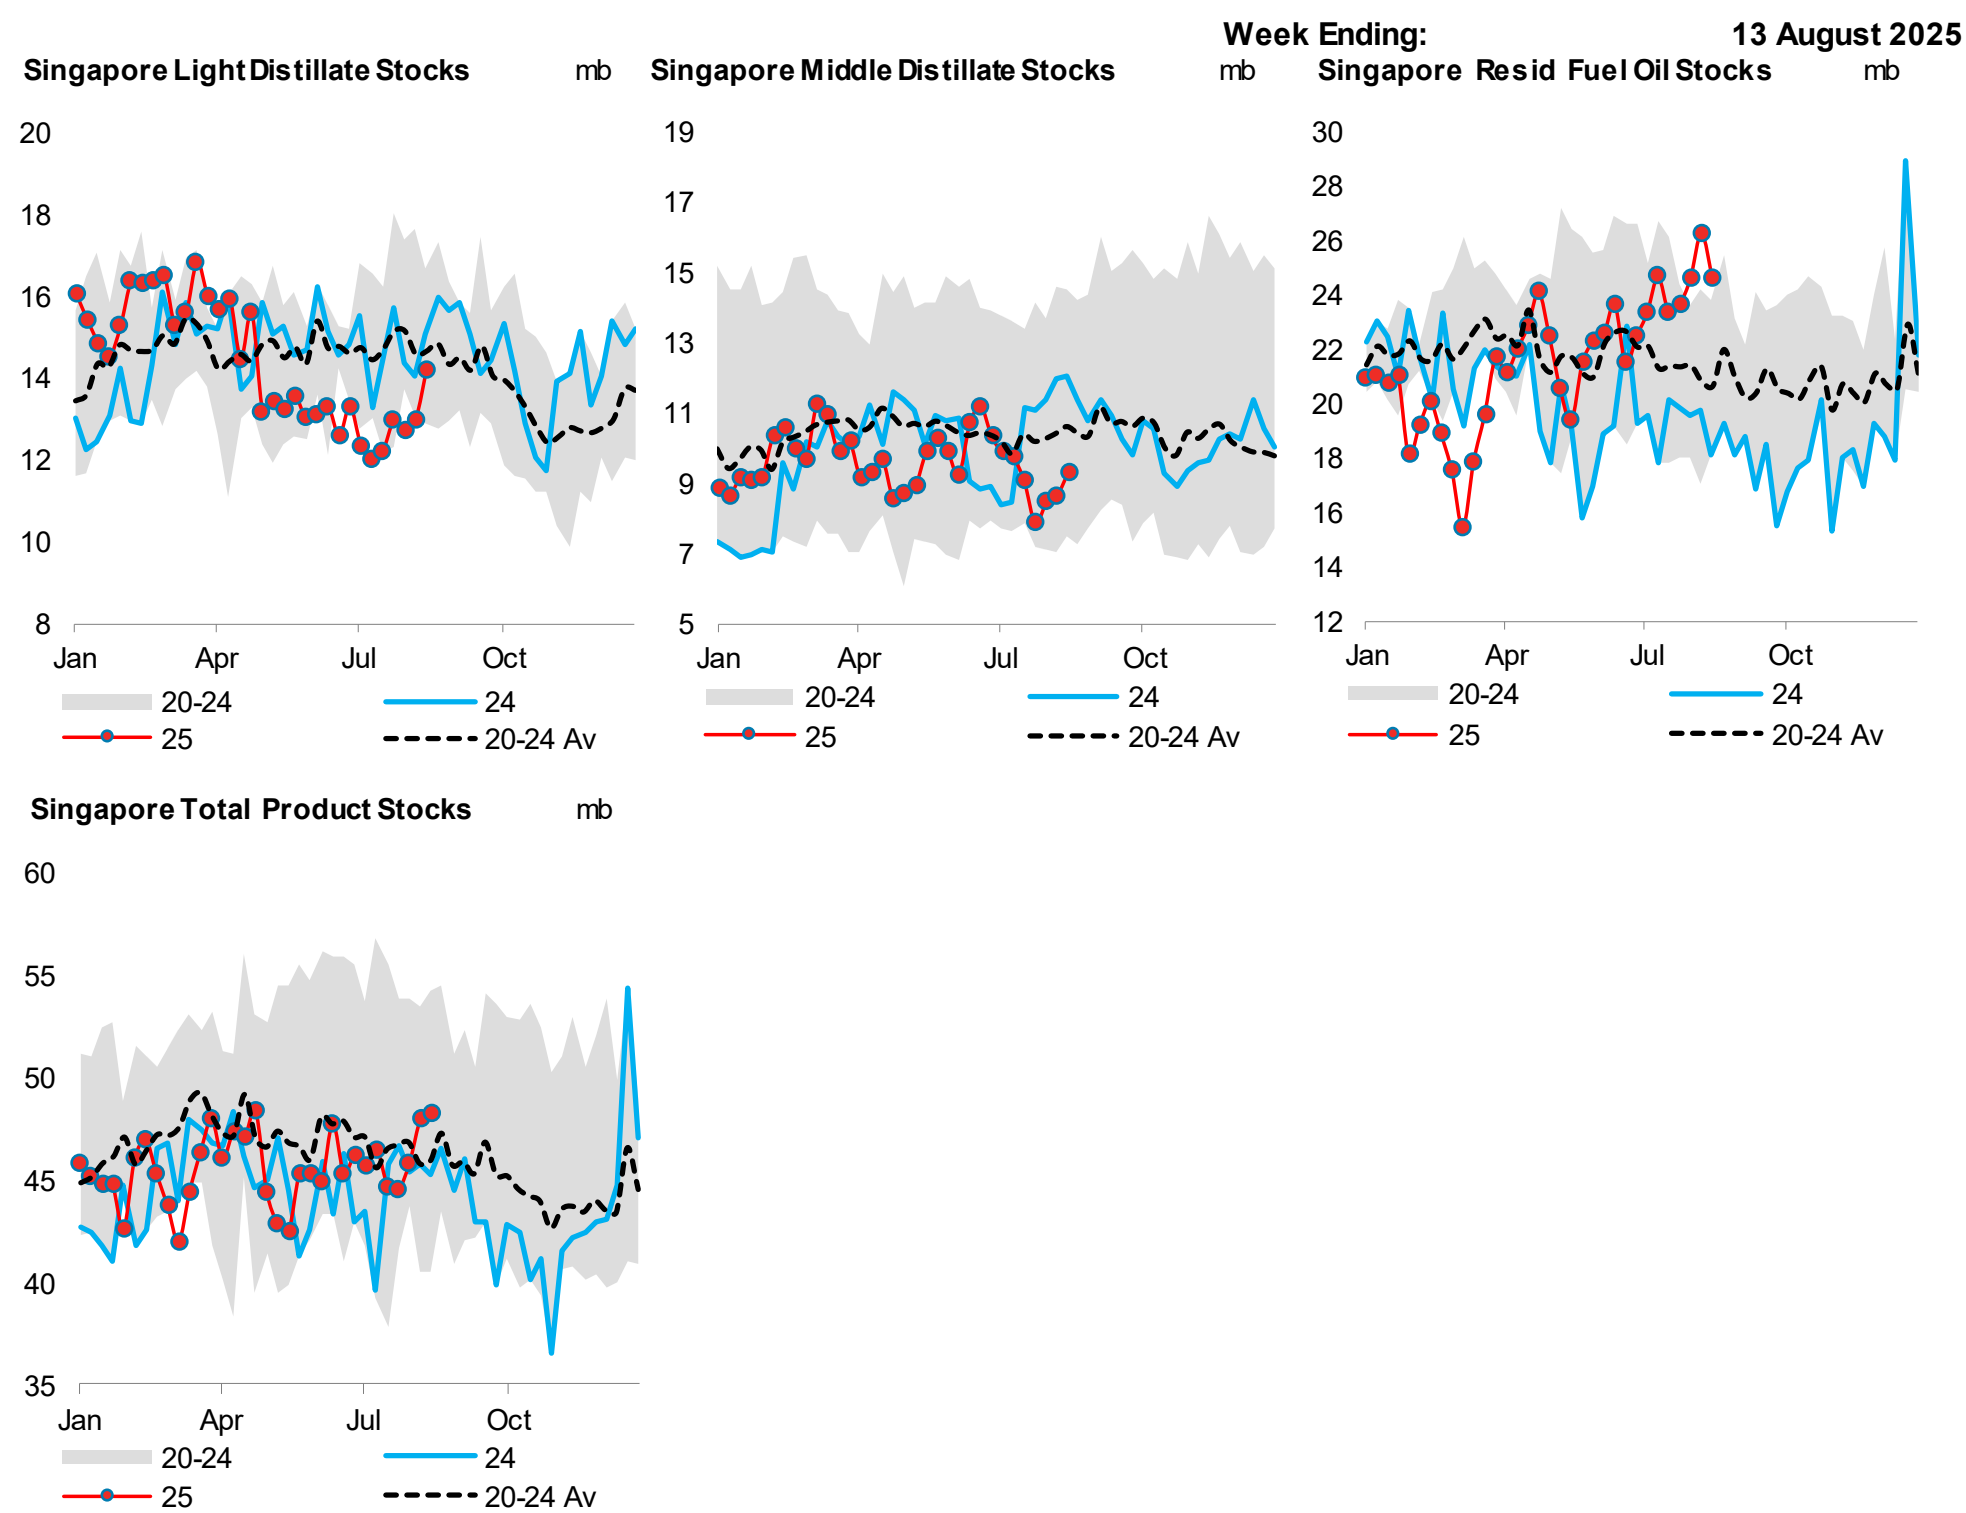 Week Ending: 13 August 2025
Singapore Light Distillate Stocks mb
20
18
16
14
12
10
8
Jan Apr Jul Oct
20-24 24
25 20-24 Av
Singapore Middle Distillate Stocks mb
19
17
15
13
11
9
7
5
Jan Apr Jul Oct
20-24 24
25 20-24 Av
Singapore Resid Fuel Oil Stocks mb
30
28
26
24
22
20
18
16
14
12
Jan Apr Jul Oct
20-24 24
25 20-24 Av
Singapore Total Product Stocks mb
60
55
50
45
40
35
Jan Apr Jul Oct
20-24 24
25 20-24 Av